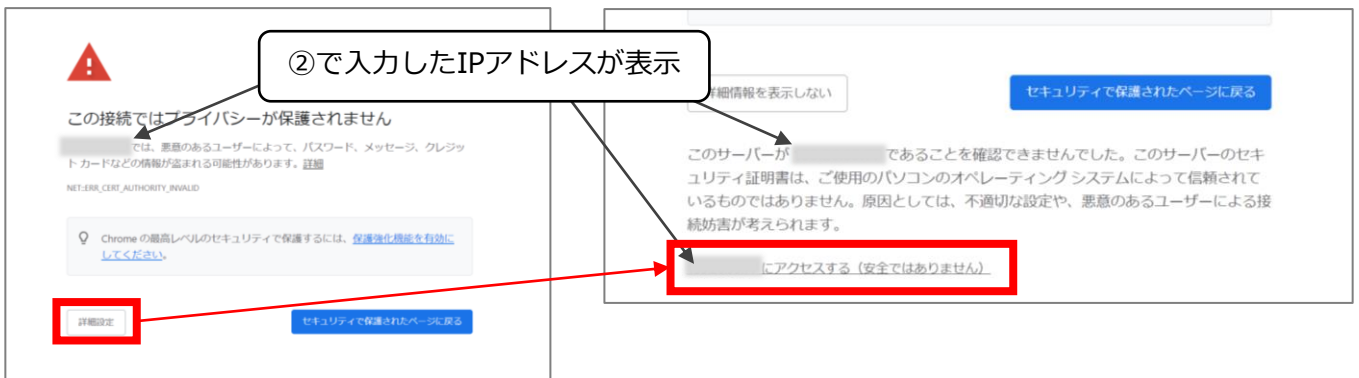 ②で入力したIPアドレスが表示
この接続ではプライバシーが保護されません
では、悪意のあるユーザーによって、パスワード、メッセージ、クレジッ
ト カードなどの情報が盗まれる可能性があります。詳細
NET::ERR_CERT_AUTHORITY_INVALID
Chrome の最高レベルのセキュリティで保護するには、保護強化機能を有効に
してください。
詳細設定
セキュリティで保護されたページに戻る
詳細情報を表示しない
セキュリティで保護されたページに戻る
このサーバーが
であることを確認できませんでした。このサーバーのセキ
ュリティ証明書は、ご使用のパソコンのオペレーティング システムによって信頼されて
いるものではありません。原因としては、不適切な設定や、悪意のあるユーザーによる接
続妨害が考えられます。
にアクセスする（安全ではありません）